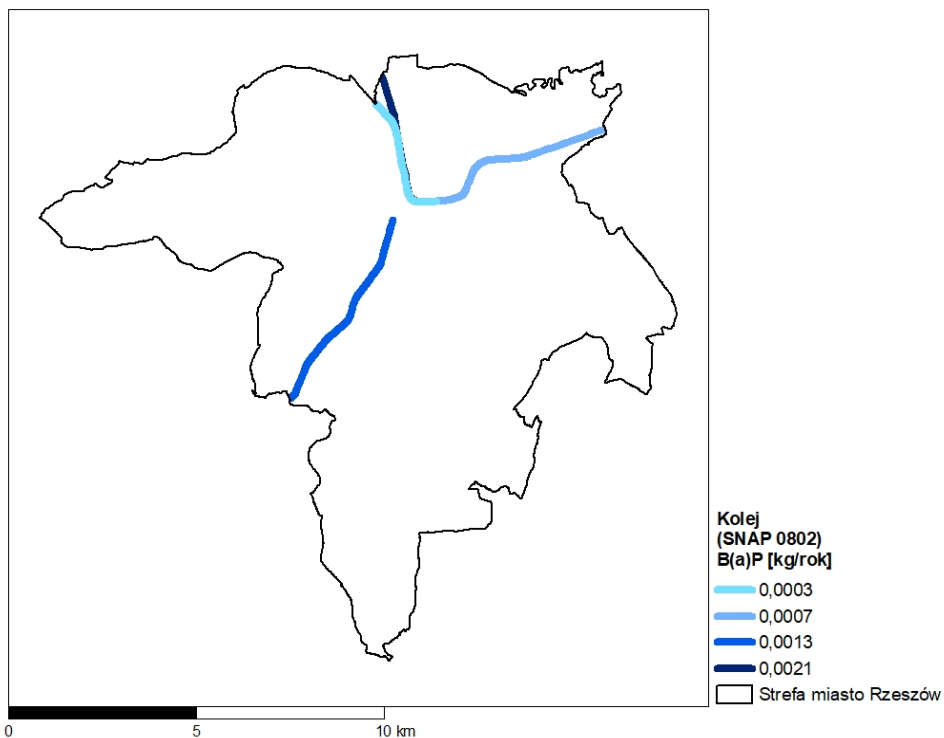 Kolej
(SNAP 0802)
B(a)P [kg/rok]
0,0003
0,0007
0,0013
0,0021
Strefa miasto Rzeszów
0 5 10 km